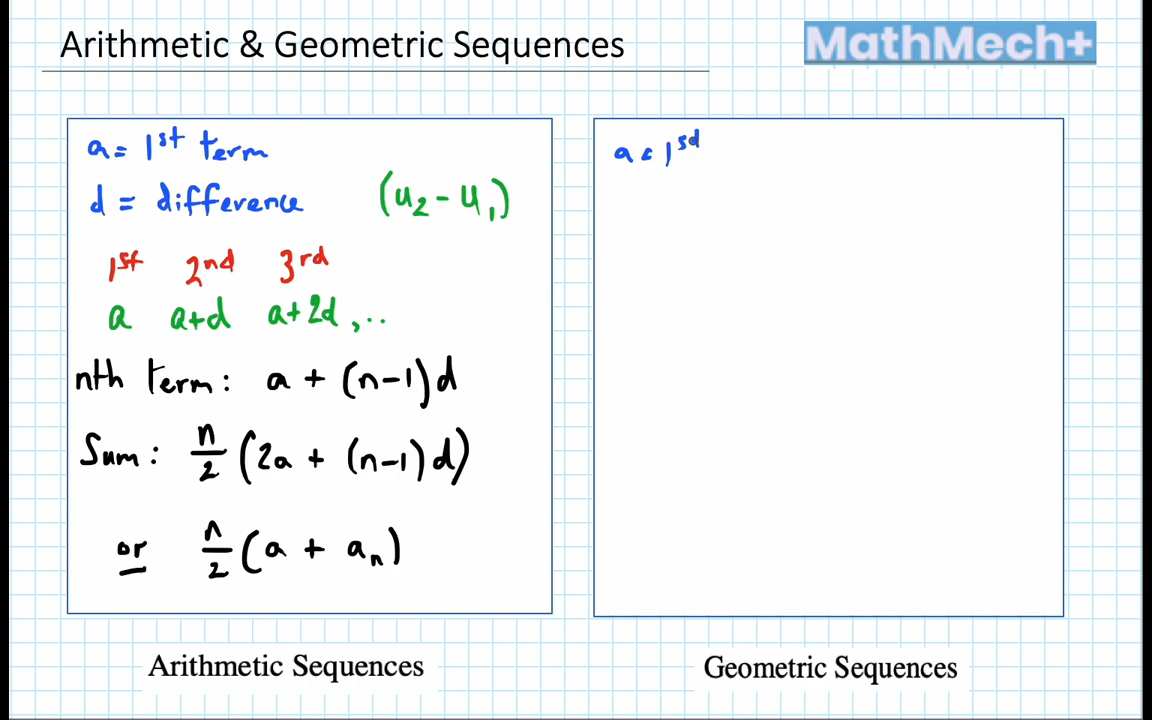 Arithmetic & Geometric Sequences
MathMech+
a = 1st term
d = difference (u₂ - u₁)
1st 2nd 3rd
a a+d a+2d , ..
nth term: a + (n-1)d
Sum: n/2 (2a + (n-1)d)
or n/2 (a + aₙ)
Arithmetic Sequences
a = 1sd
Geometric Sequences